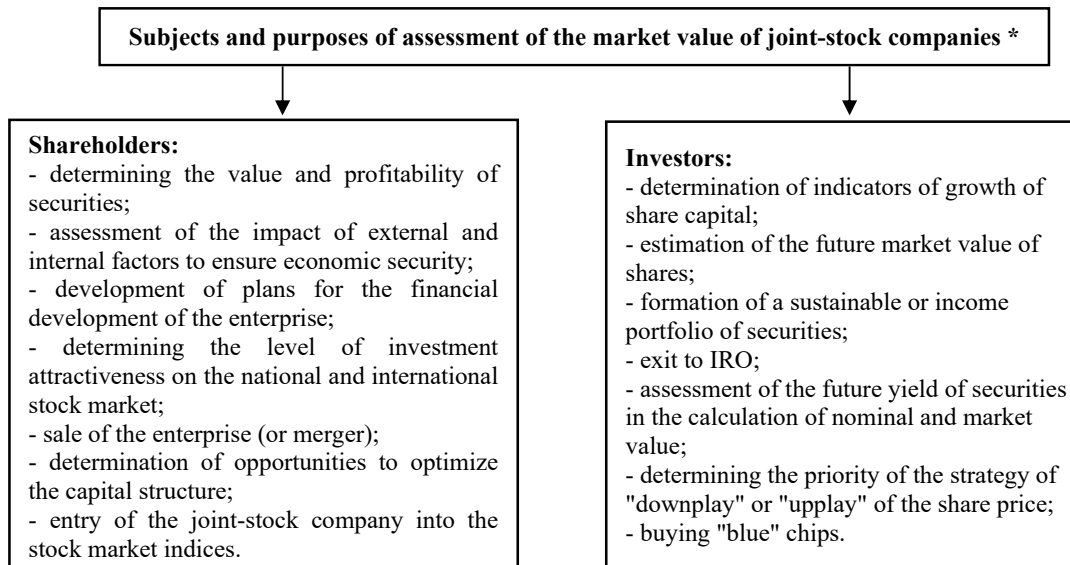 Subjects and purposes of assessment of the market value of joint-stock companies *
Shareholders:
- determining the value and profitability of
securities;
- assessment of the impact of external and
internal factors to ensure economic security;
- development of plans for the financial
development of the enterprise;
- determining the level of investment
attractiveness on the national and international
stock market;
- sale of the enterprise (or merger);
- determination of opportunities to optimize
the capital structure;
- entry of the joint-stock company into the
stock market indices.
Investors:
- determination of indicators of growth of
share capital;
- estimation of the future market value of
shares;
- formation of a sustainable or income
portfolio of securities;
- exit to IRO;
- assessment of the future yield of securities
in the calculation of nominal and market
value;
- determining the priority of the strategy of
"downplay" or "upplay" of the share price;
- buying "blue" chips.